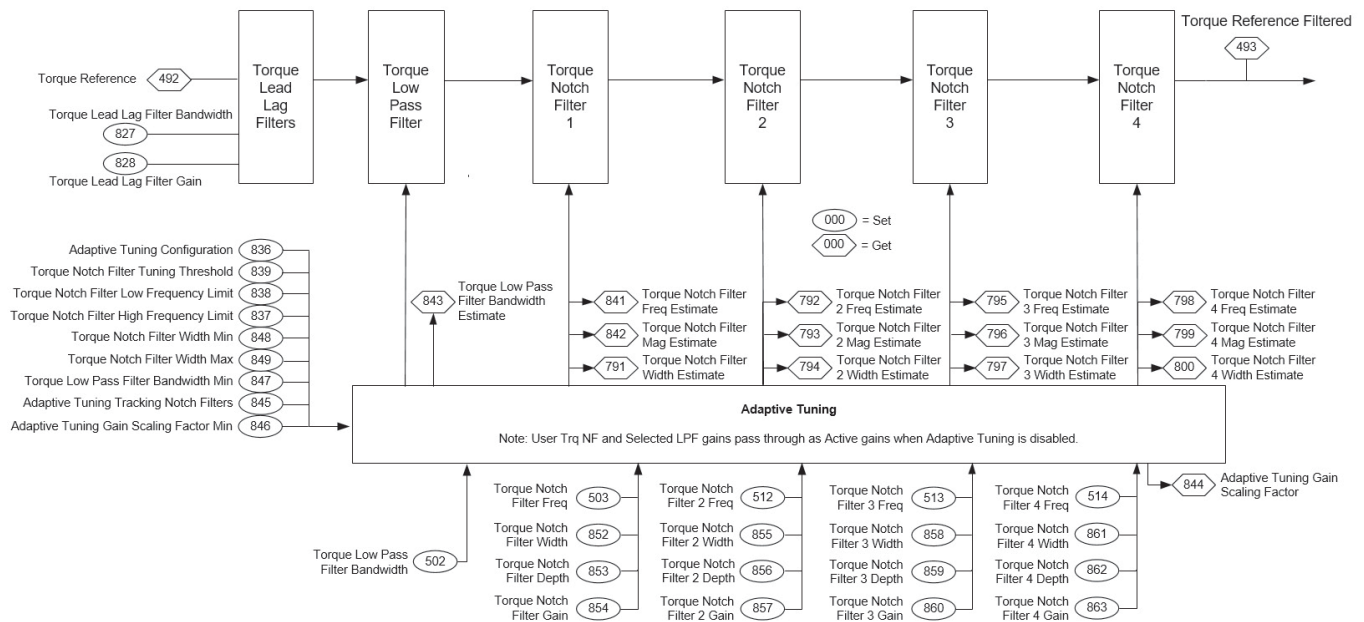 Torque Reference Filtered
493
Torque
Lead
Lag
Filters
Torque
Low
Pass
Filter
Torque
Notch
Filter
1
Torque
Notch
Filter
2
Torque
Notch
Filter
3
Torque
Notch
Filter
4
Torque Reference
492
Torque Lead Lag Filter Bandwidth
827
828
Torque Lead Lag Filter Gain
000 = Set
000 = Get
Adaptive Tuning Configuration 836
Torque Notch Filter Tuning Threshold 839
Torque Notch Filter Low Frequency Limit 838
Torque Notch Filter High Frequency Limit 837
Torque Notch Filter Width Min 848
Torque Notch Filter Width Max 849
Torque Low Pass Filter Bandwidth Min 847
Adaptive Tuning Tracking Notch Filters 845
Adaptive Tuning Gain Scaling Factor Min 846
843
Torque Low Pass
Filter Bandwidth
Estimate
841
Torque Notch Filter
Freq Estimate
842
Torque Notch Filter
Mag Estimate
791
Torque Notch Filter
Width Estimate
792
Torque Notch Filter
2 Freq Estimate
793
Torque Notch Filter
2 Mag Estimate
794
Torque Notch Filter
2 Width Estimate
795
Torque Notch Filter
3 Freq Estimate
796
Torque Notch Filter
3 Mag Estimate
797
Torque Notch Filter
3 Width Estimate
798
Torque Notch Filter
4 Freq Estimate
799
Torque Notch Filter
4 Mag Estimate
800
Torque Notch Filter
4 Width Estimate
Adaptive Tuning
Note: User Trq NF and Selected LPF gains pass through as Active gains when Adaptive Tuning is disabled.
Torque Low Pass
Filter Bandwidth
502
Torque Notch
Filter Freq
503
Torque Notch
Filter Width
852
Torque Notch
Filter Depth
853
Torque Notch
Filter Gain
854
Torque Notch
Filter 2 Freq
512
Torque Notch
Filter 2 Width
855
Torque Notch
Filter 2 Depth
856
Torque Notch
Filter 2 Gain
857
Torque Notch
Filter 3 Freq
513
Torque Notch
Filter 3 Width
858
Torque Notch
Filter 3 Depth
859
Torque Notch
Filter 3 Gain
860
Torque Notch
Filter 4 Freq
514
Torque Notch
Filter 4 Width
861
Torque Notch
Filter 4 Depth
862
Torque Notch
Filter 4 Gain
863
844
Adaptive Tuning Gain
Scaling Factor